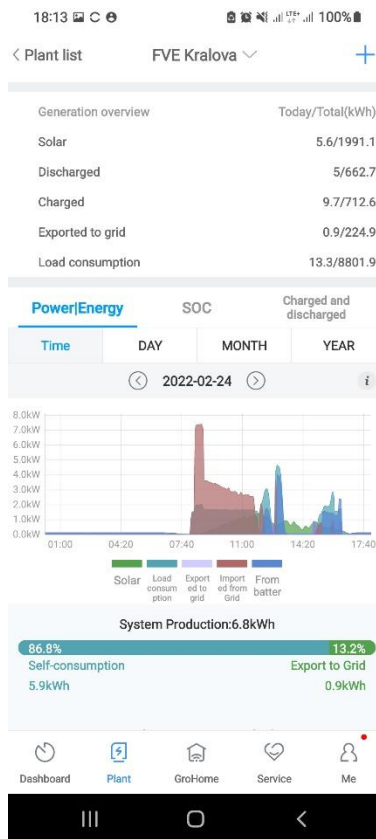 18:13 100%
< Plant list FVE Kralova +
Generation overview Today/Total(kWh)
Solar 5.6/1991.1
Discharged 5/662.7
Charged 9.7/712.6
Exported to grid 0.9/224.9
Load consumption 13.3/8801.9
Power|Energy SOC Charged and
discharged
Time DAY MONTH YEAR
2022-02-24 i
8.0kW
7.0kW
6.0kW
5.0kW
4.0kW
3.0kW
2.0kW
1.0kW
0.0kW
01:00 04:20 07:40 11:00 14:20 17:40
Solar Load Export Import From
consum ed to ed from batter
ption grid Grid
System Production:6.8kWh
86.8% 13.2%
Self-consumption Export to Grid
5.9kWh 0.9kWh
Dashboard Plant GroHome Service Me